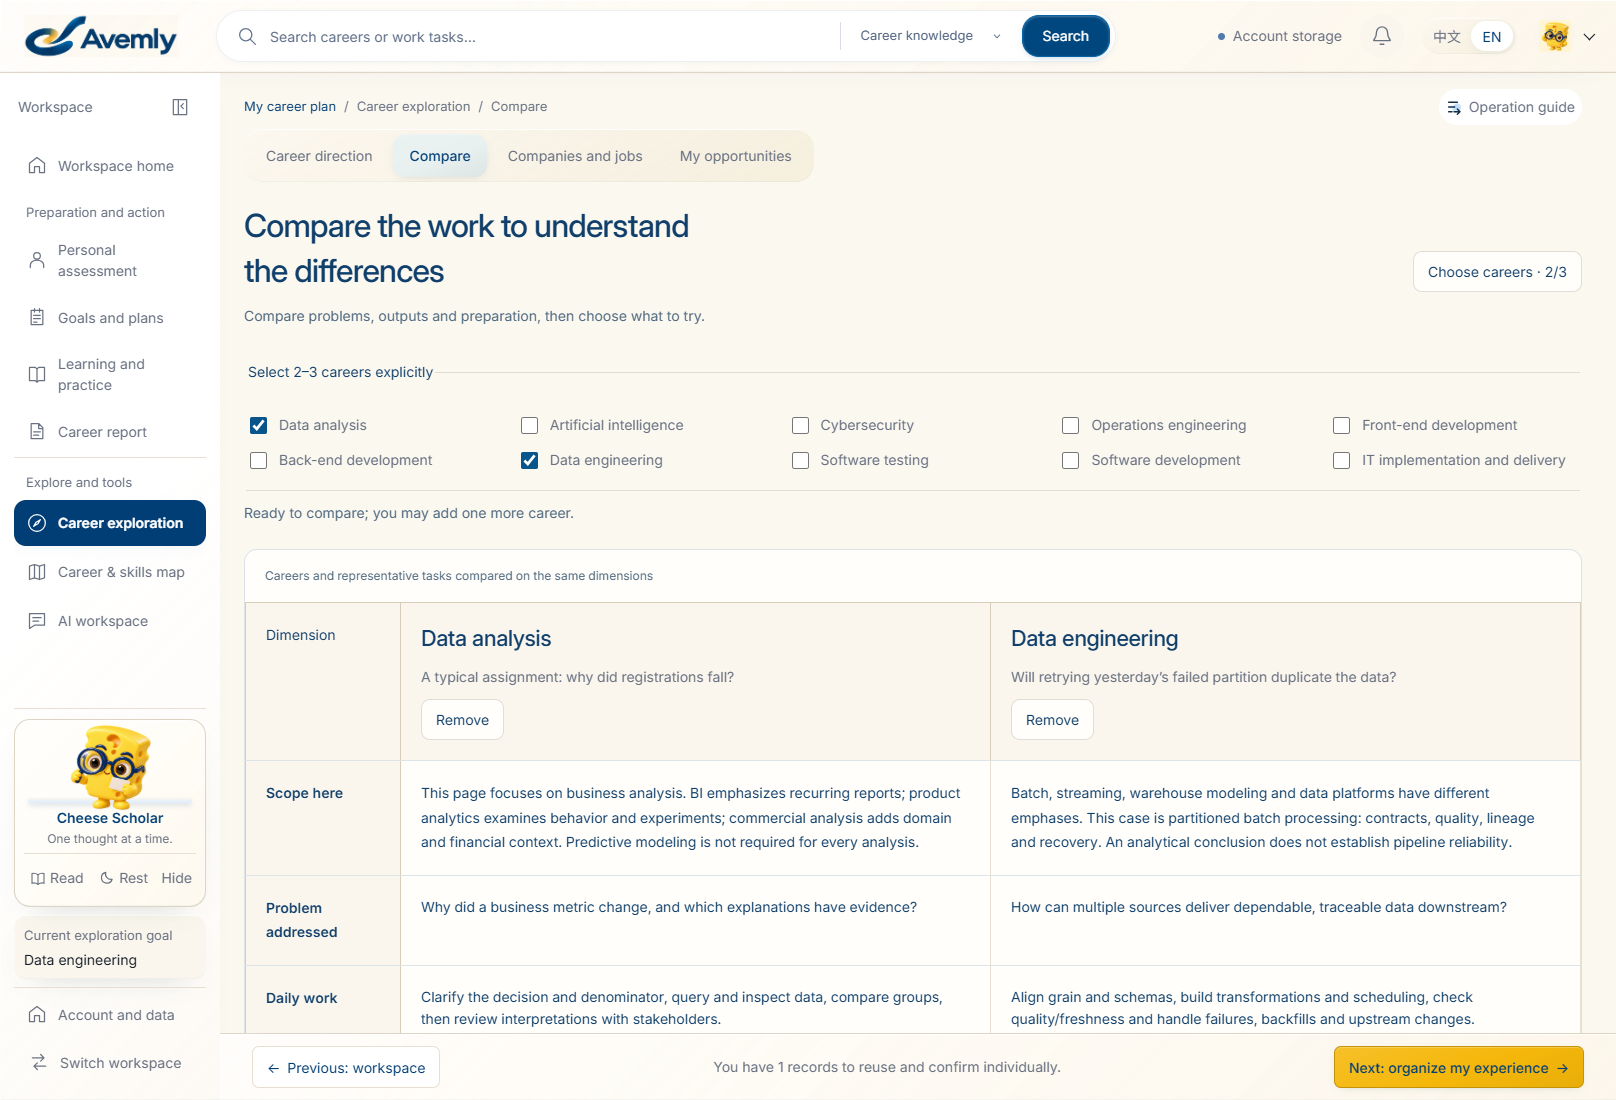 Avemly
Search careers or work tasks...
Career knowledge
Search
Account storage
中文
EN
Workspace
Workspace home
Preparation and action
Personal
assessment
Goals and plans
Learning and
practice
Career report
Explore and tools
Career exploration
Career & skills map
AI workspace
Cheese Scholar
One thought at a time.
Read
Rest
Hide
Current exploration goal
Data engineering
Account and data
Switch workspace
My career plan / Career exploration / Compare
Operation guide
Career direction
Compare
Companies and jobs
My opportunities
Compare the work to understand
the differences
Choose careers · 2/3
Compare problems, outputs and preparation, then choose what to try.
Select 2–3 careers explicitly
Data analysis
Artificial intelligence
Cybersecurity
Operations engineering
Front-end development
Back-end development
Data engineering
Software testing
Software development
IT implementation and delivery
Ready to compare; you may add one more career.
Careers and representative tasks compared on the same dimensions
Dimension
Data analysis
A typical assignment: why did registrations fall?
Remove
Data engineering
Will retrying yesterday’s failed partition duplicate the data?
Remove
Scope here
This page focuses on business analysis. BI emphasizes recurring reports; product
analytics examines behavior and experiments; commercial analysis adds domain
and financial context. Predictive modeling is not required for every analysis.
Batch, streaming, warehouse modeling and data platforms have different
emphases. This case is partitioned batch processing: contracts, quality, lineage
and recovery. An analytical conclusion does not establish pipeline reliability.
Problem
addressed
Why did a business metric change, and which explanations have evidence?
How can multiple sources deliver dependable, traceable data downstream?
Daily work
Clarify the decision and denominator, query and inspect data, compare groups,
then review interpretations with stakeholders.
Align grain and schemas, build transformations and scheduling, check
quality/freshness and handle failures, backfills and upstream changes.
← Previous: workspace
You have 1 records to reuse and confirm individually.
Next: organize my experience →